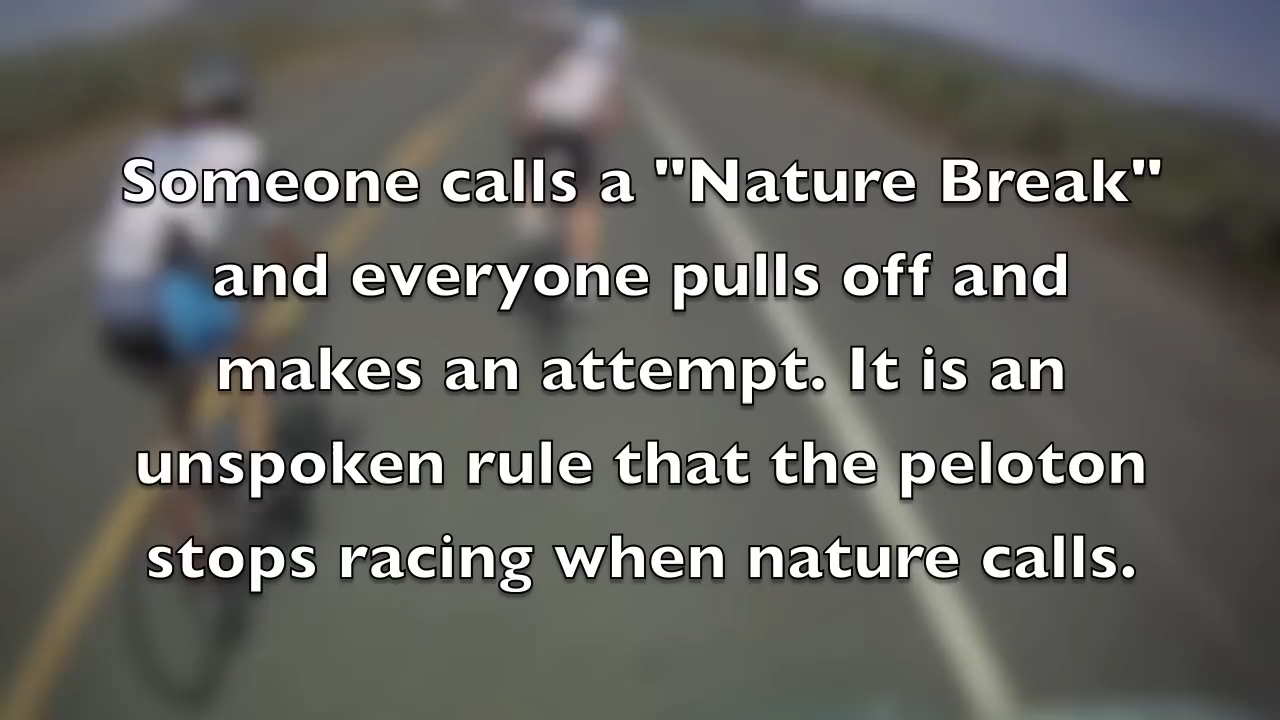 Someone calls a "Nature Break"
and everyone pulls off and
makes an attempt. It is an
unspoken rule that the peloton
stops racing when nature calls.